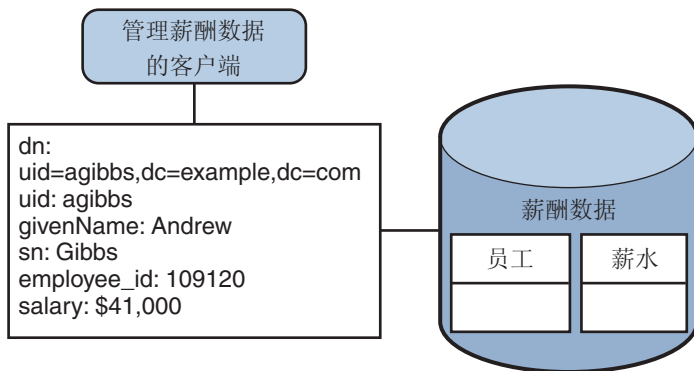 管理薪酬数据
的客户端
dn:
uid=agibbs,dc=example,dc=com
uid: agibbs
givenName: Andrew
sn: Gibbs
employee_id: 109120
salary: $41,000
薪酬数据
员工
薪水